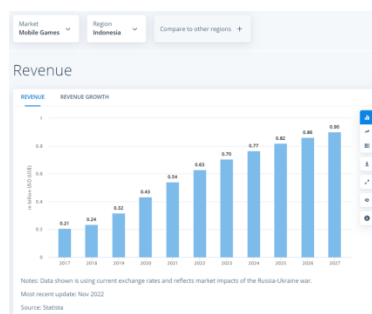 Market
Mobile Games
Region
Indonesia
Compare to other regions +
Revenue
REVENUE
REVENUE GROWTH
in billion USD (US$)
1
0.8
0.6
0.4
0.2
0
0.21
0.24
0.32
0.43
0.54
0.63
0.70
0.77
0.82
0.86
0.90
2017 2018 2019 2020 2021 2022 2023 2024 2025 2026 2027
Notes: Data shown is using current exchange rates and reflects market impacts of the Russia-Ukraine war.
Most recent update: Nov 2022
Source: Statista